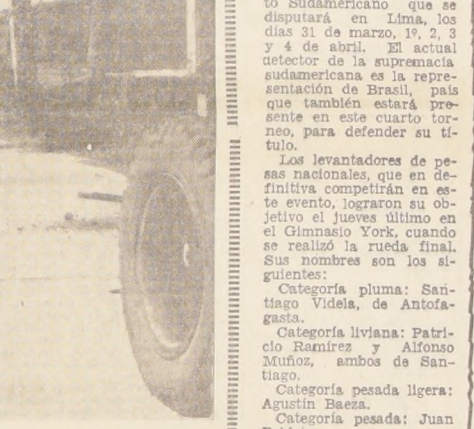 to Sudamericano que se
disputará en Lima, los
días 31 de marzo, 1º, 2, 3
y 4 de abril. El actual
detector de la supremacía
sudamericana es la repre-
sentación de Brasil, país
que también estará pre-
sente en este cuarto tor-
neo, para defender su tí-
tulo.
Los levantadores de pe-
sas nacionales, que en de-
finitiva competirán en es-
te evento, lograron su ob-
jetivo el jueves último en
el Gimnasio York, cuando
se realizó la rueda final.
Sus nombres son los si-
guientes:
Categoría pluma: San-
tiago Videla, de Antofa-
gasta.
Categoría liviana: Patri-
cio Ramírez y Alfonso
Muñoz, ambos de San-
tiago.
Categoría pesada ligera:
Agustín Baeza.
Categoría pesada: Juan